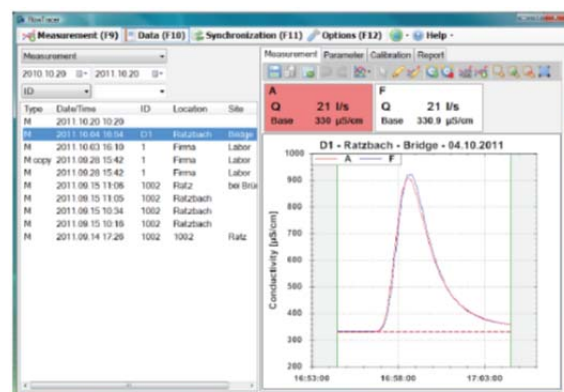 FlowTracer
Measurement (F9) Data (F10) Synchronization (F11) Options (F12) Help
Measurement
2010.10.20 2011.10.20
ID
Type Date/Time ID Location Site
M 2011.10.20 10:20
M 2011.10.04 16:54 D1 Ratzbach Bridge
M 2011.10.03 16:10 1 Firma Labor
M copy 2011.09.28 15:42 1 Firma Labor
M 2011.09.28 15:42 1 Firma Labor
M 2011.09.15 11:06 1002 Ratz bei Brü
M 2011.09.15 11:05 1002 Ratzbach
M 2011.09.15 10:34 1002 Ratzbach
M 2011.09.15 10:16 1002 Ratzbach
M 2011.09.14 17:26 1002 1002 Ratz
Measurement Parameter Calibration Report
A
Q 21 l/s
Base 330 µS/cm
F
Q 21 l/s
Base 330.9 µS/cm
D1 - Ratzbach - Bridge - 04.10.2011
A F
Conductivity [µS/cm]
1000
900
800
700
600
500
400
300
200
16:53:00 16:58:00 17:03:00